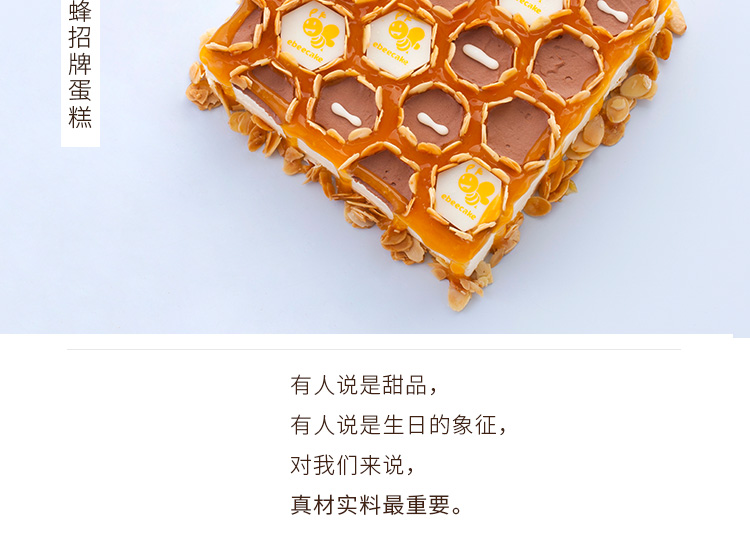 蜂招牌蛋糕
ebeecake
ebeecake
ebeecake
有人说是甜品，
有人说是生日的象征，
对我们来说，
真材实料最重要。